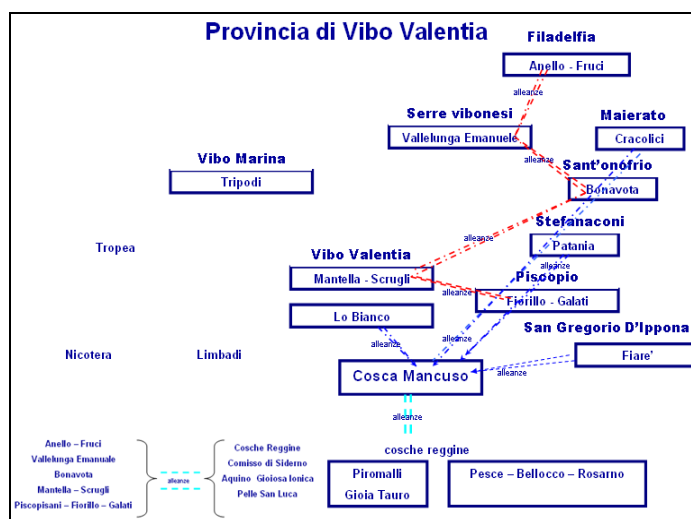 Provincia di Vibo Valentia
Filadelfia
Anello - Fruci
alleanze
Serre vibonesi
Maierato
Vallelunga Emanuele
Cracolici
alleanze
Vibo Marina
Sant'onofrio
Tripodi
Bonavota
Stefanaconi
alleanze
Patania
Tropea
Vibo Valentia
alleanze
Mantella - Scrugli
Piscopio
alleanze
Fiorillo - Galati
Lo Bianco
San Gregorio D'Ippona
alleanze
Nicotera
Limbadi
Fiare'
Cosca Mancuso
alleanze
alleanze
cosche reggine
Anello – Fruci
Vallelunga Emanuale
Bonavota
Mantella – Scrugli
Piscopisani – Fiorillo – Galati
alleanze
Cosche Reggine
Comisso di Siderno
Aquino Gioiosa Ionica
Pelle San Luca
Piromalli
Gioia Tauro
Pesce – Bellocco – Rosarno